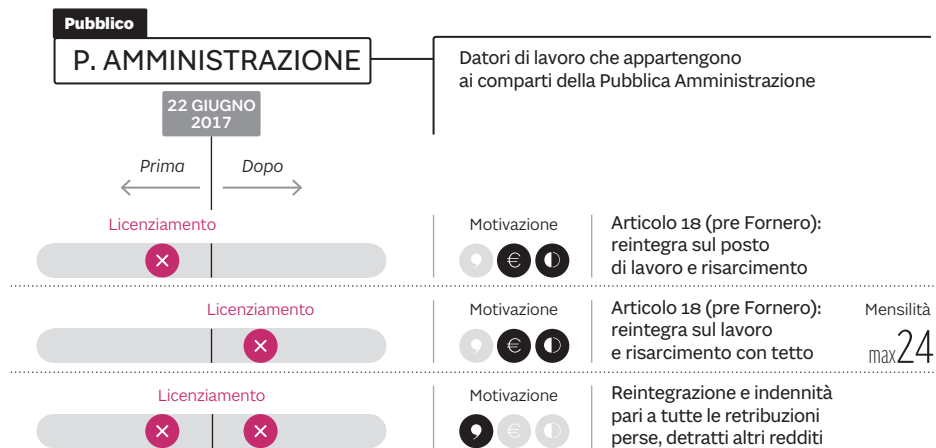 Pubblico
P. AMMINISTRAZIONE
Datori di lavoro che appartengono
ai comparti della Pubblica Amministrazione
22 GIUGNO
2017
Prima
Dopo
Licenziamento
Motivazione
Articolo 18 (pre Fornero):
reintegra sul posto
di lavoro e risarcimento
Licenziamento
Motivazione
Articolo 18 (pre Fornero):
reintegra sul lavoro
e risarcimento con tetto
Mensilità
max24
Licenziamento
Motivazione
Reintegrazione e indennità
pari a tutte le retribuzioni
perse, detratti altri redditi